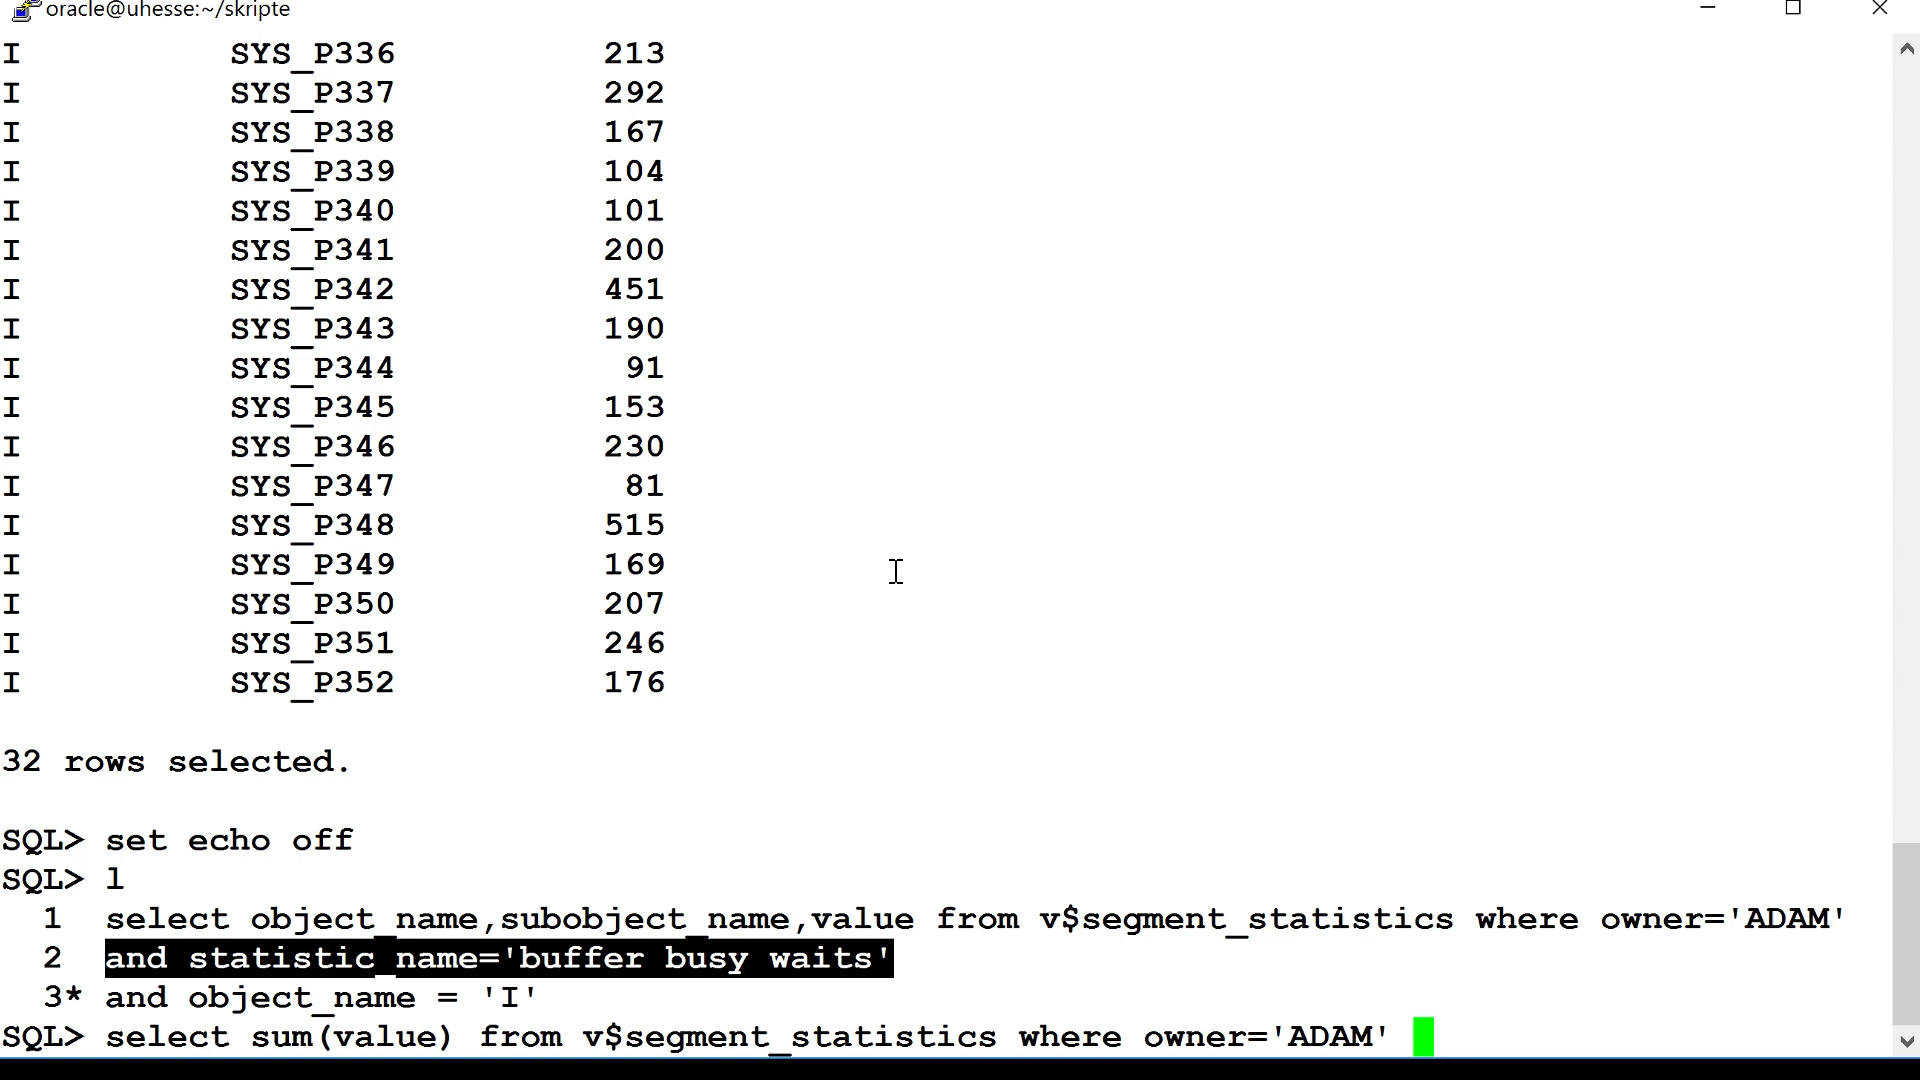 oracle@uhesse:~/skripte
I SYS_P336 213
I SYS_P337 292
I SYS_P338 167
I SYS_P339 104
I SYS_P340 101
I SYS_P341 200
I SYS_P342 451
I SYS_P343 190
I SYS_P344 91
I SYS_P345 153
I SYS_P346 230
I SYS_P347 81
I SYS_P348 515
I SYS_P349 169
I SYS_P350 207
I SYS_P351 246
I SYS_P352 176
32 rows selected.
SQL> set echo off
SQL> l
1 select object_name,subobject_name,value from v$segment_statistics where owner='ADAM'
2 and statistic_name='buffer busy waits'
3* and object_name = 'I'
SQL> select sum(value) from v$segment_statistics where owner='ADAM'